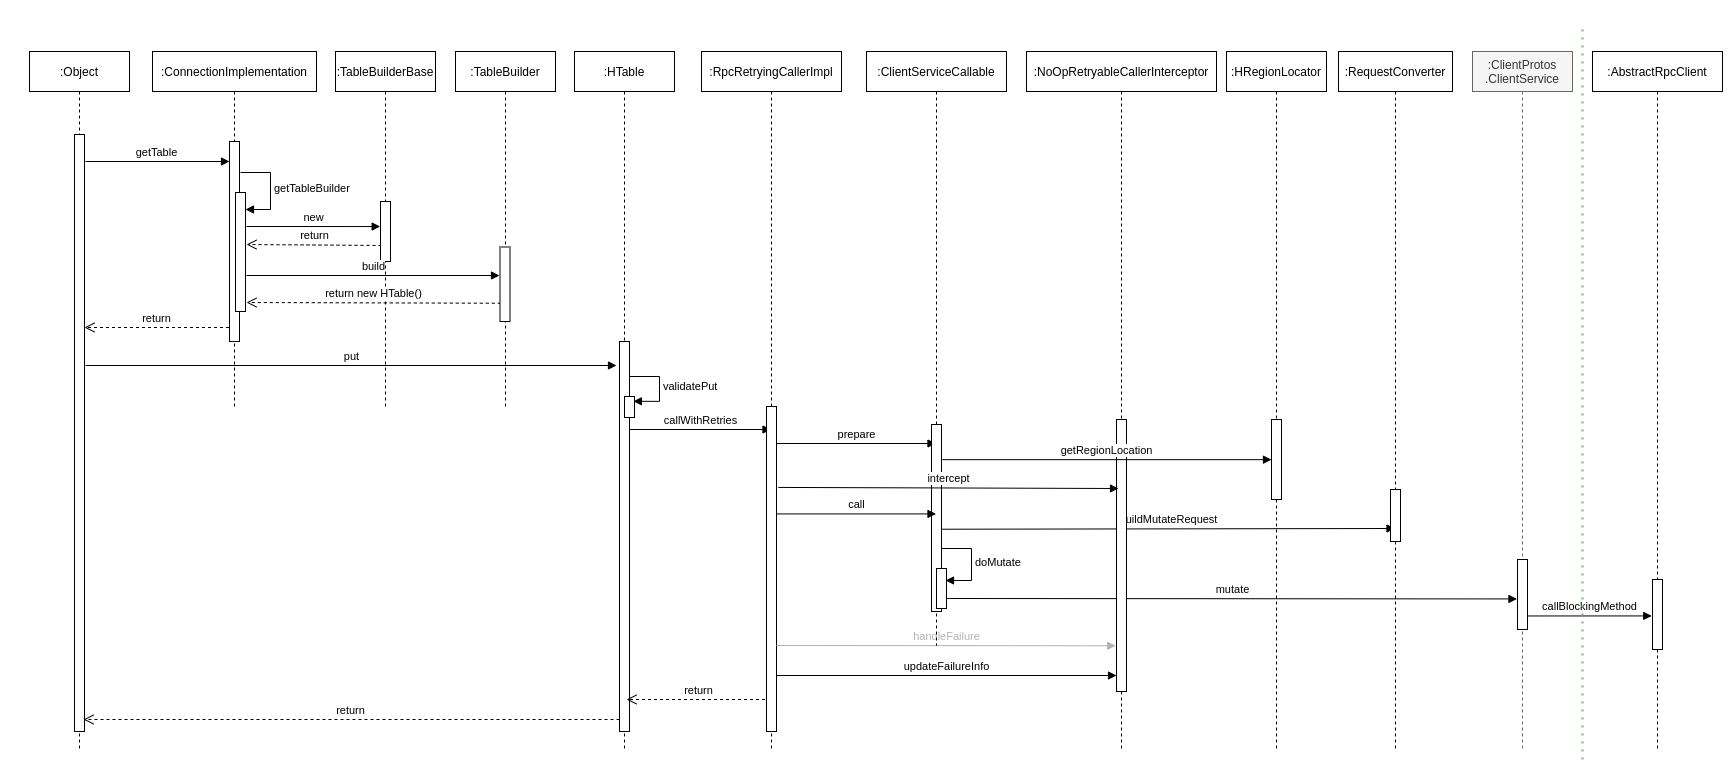 :Object
:ConnectionImplementation
:TableBuilderBase
:TableBuilder
:HTable
:RpcRetryingCallerImpl
:ClientServiceCallable
:NoOpRetryableCallerInterceptor
:HRegionLocator
:RequestConverter
:ClientProtos
.ClientService
:AbstractRpcClient
getTable
getTableBuilder
new
return
build
return new HTable()
return
put
validatePut
callWithRetries
prepare
getRegionLocation
intercept
call
uildMutateRequest
doMutate
mutate
callBlockingMethod
handleFailure
updateFailureInfo
return
return